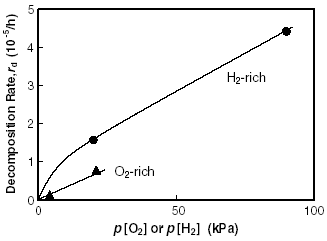 5
4
3
2
1
0
Decomposition Rate, r_d (10^-5/h)
H₂-rich
O₂-rich
0 50 100
p[O₂] or p[H₂] (kPa)